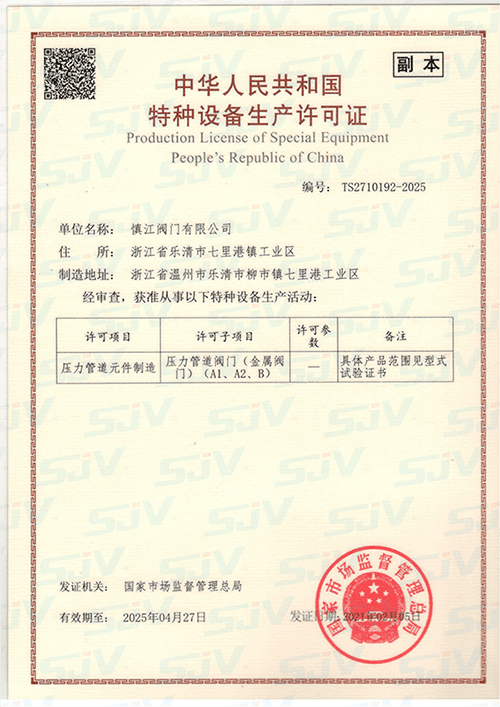 副本
中华人民共和国
特种设备生产许可证
Production License of Special Equipment
People's Republic of China
编号： TS2710192-2025
单位名称： 慎江阀门有限公司
住 所： 浙江省乐清市七里港镇工业区
制造地址： 浙江省温州市乐清市柳市镇七里港工业区
经审查，获准从事以下特种设备生产活动：
许可项目 许可子项目 许可参数 备注
压力管道元件制造 压力管道阀门（金属阀门）（A1、A2、B） — 具体产品范围见型式试验证书
发证机关： 国家市场监督管理总局
有效期至： 2025年04月27日 发证日期： 2021年02月05日
国家市场监督管理总局
SJV